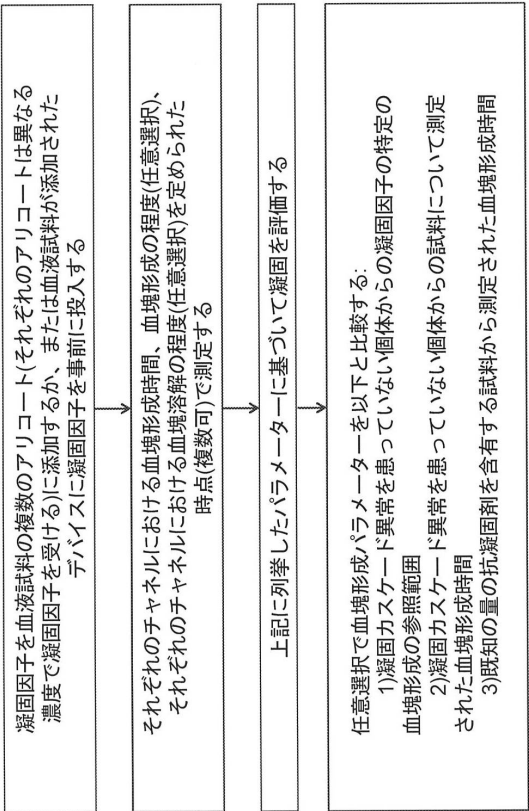 凝固因子を血液試料の複数のアリコート(それぞれのアリコートは異なる
濃度で凝固因子を受ける)に添加するか、または血液試料が添加された
デバイスに凝固因子を事前に投入する
それぞれのチャネルにおける血塊形成時間、血塊形成の程度(任意選択)、
それぞれのチャネルにおける血塊溶解の程度(任意選択)を定められた
時点(複数可)で測定する
上記に列挙したパラメーターに基づいて凝固を評価する
任意選択で血塊形成パラメーターを以下と比較する:
1)凝固カスケード異常を患っていない個体からの凝固因子の特定の
血塊形成の参照範囲
2)凝固カスケード異常を患っていない個体からの試料について測定
された血塊形成時間
3)既知の量の抗凝固剤を含有する試料から測定された血塊形成時間